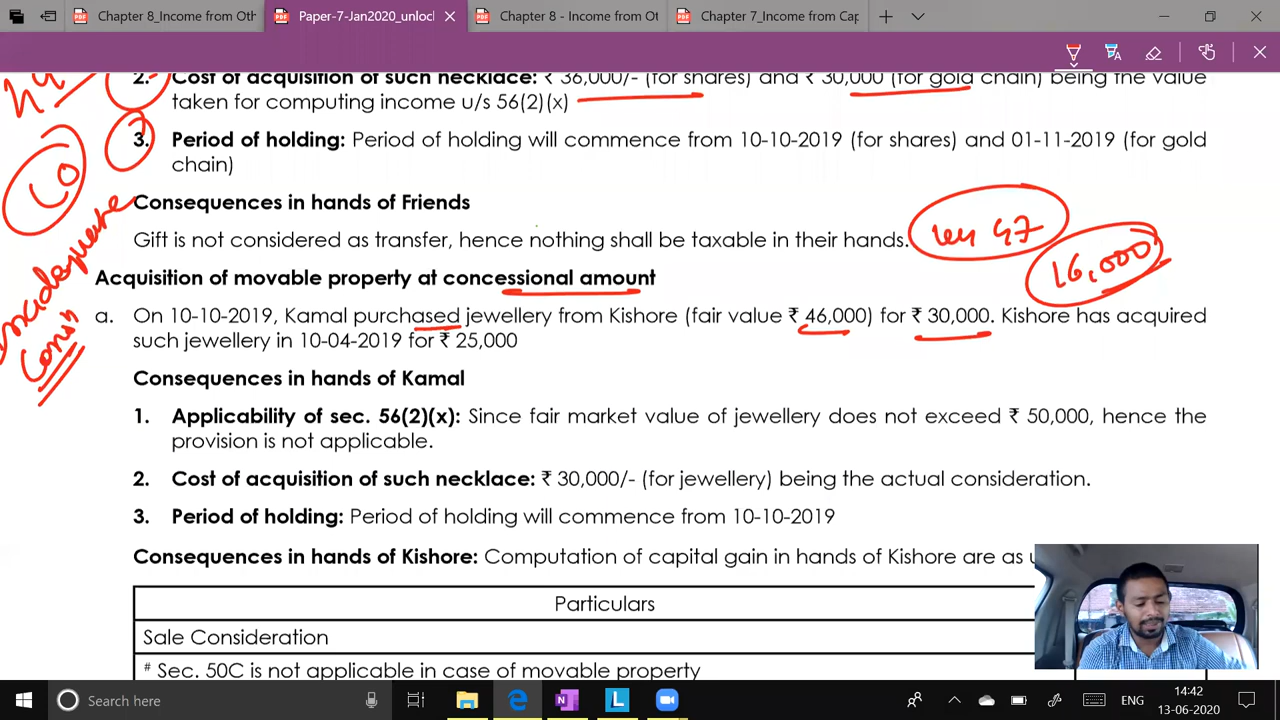 Chapter 8_Income from Oth
Paper-7-Jan2020_unlocl
Chapter 8 - Income from Ot
Chapter 7_Income from Cap
2. Cost of acquisition of such necklace: ₹ 36,000/- (for shares) and ₹ 30,000 (for gold chain) being the value
taken for computing income u/s 56(2)(x)
3. Period of holding: Period of holding will commence from 10-10-2019 (for shares) and 01-11-2019 (for gold
chain)
Consequences in hands of Friends
Gift is not considered as transfer, hence nothing shall be taxable in their hands.
47
16,000
Inadequate
Consi
Acquisition of movable property at concessional amount
a. On 10-10-2019, Kamal purchased jewellery from Kishore (fair value ₹ 46,000) for ₹ 30,000. Kishore has acquired
such jewellery in 10-04-2019 for ₹ 25,000
Consequences in hands of Kamal
1. Applicability of sec. 56(2)(x): Since fair market value of jewellery does not exceed ₹ 50,000, hence the
provision is not applicable.
2. Cost of acquisition of such necklace: ₹ 30,000/- (for jewellery) being the actual consideration.
3. Period of holding: Period of holding will commence from 10-10-2019
Consequences in hands of Kishore: Computation of capital gain in hands of Kishore are as u
Particulars
Sale Consideration
# Sec. 50C is not applicable in case of movable property
Search here
ENG
14:42
13-06-2020